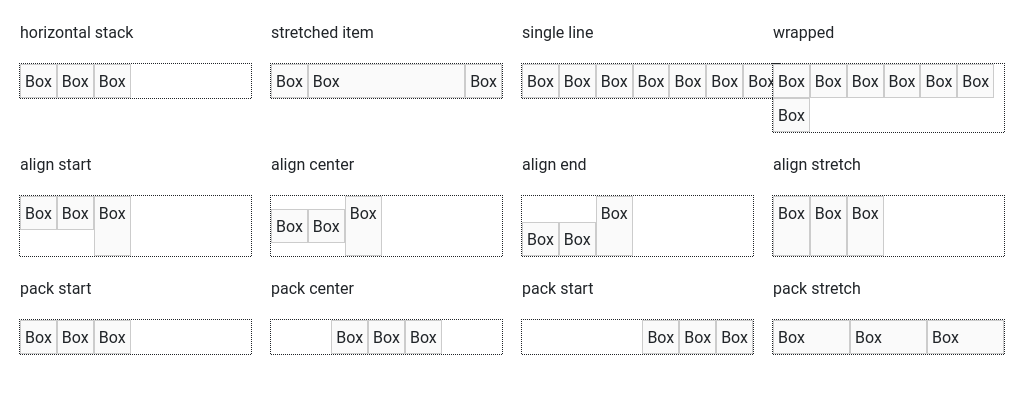 horizontal stack
Box Box Box
stretched item
Box Box Box
single line
Box Box Box Box Box Box Box
wrapped
Box Box Box Box Box Box
Box
align start
Box Box Box
align center
Box Box Box
align end
Box Box Box
align stretch
Box Box Box
pack start
Box Box Box
pack center
Box Box Box
pack start
Box Box Box
pack stretch
Box Box Box